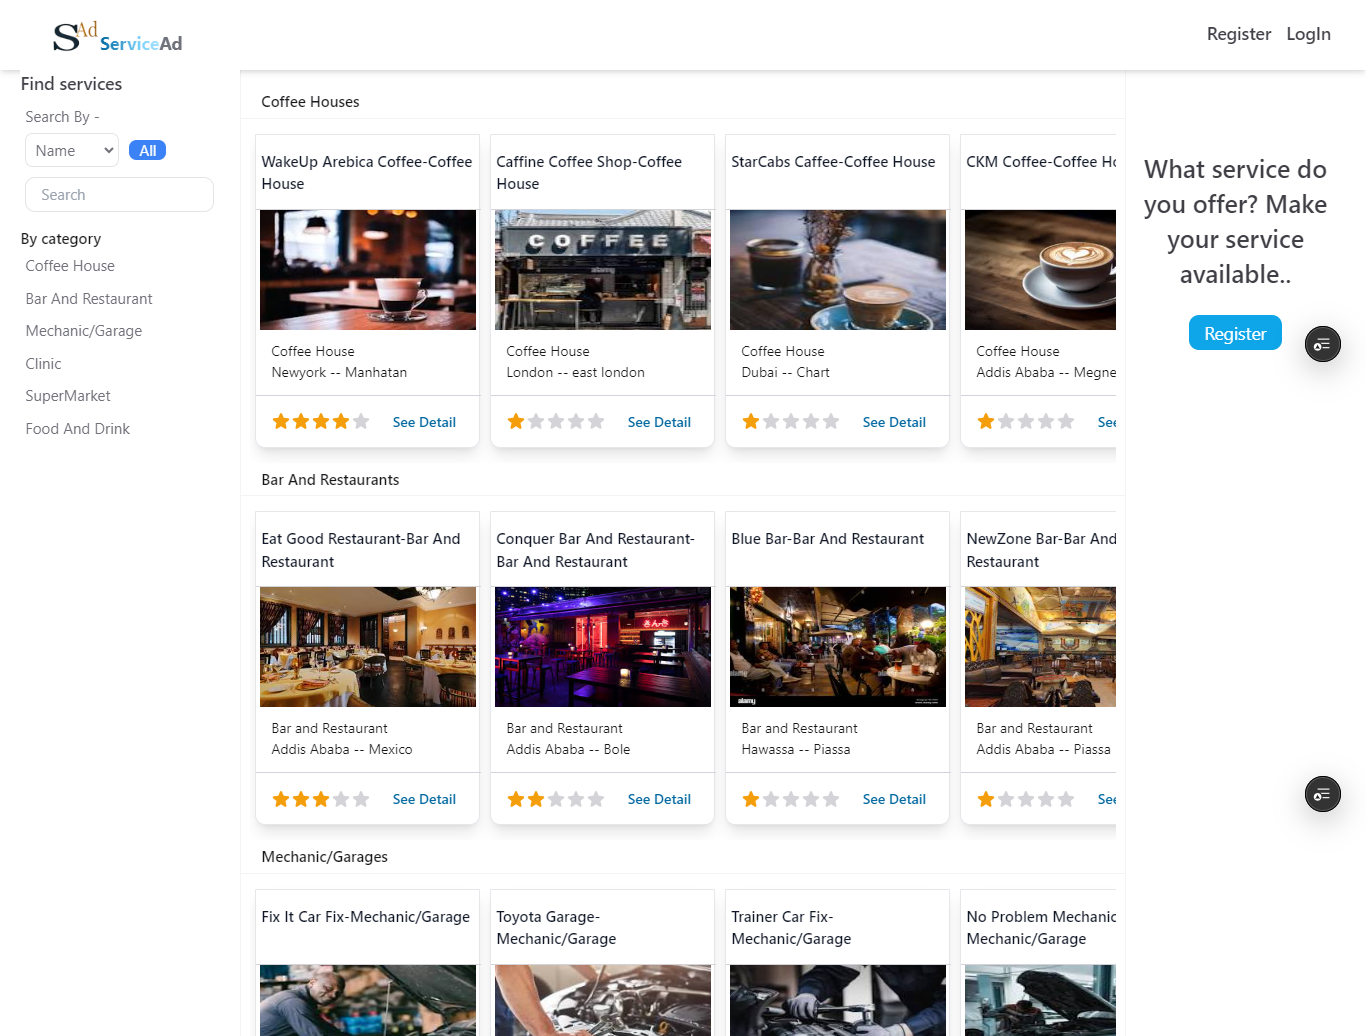 S Ad ServiceAd
Register LogIn
Find services
Search By -
Name All
Search
By category
Coffee House
Bar And Restaurant
Mechanic/Garage
Clinic
SuperMarket
Food And Drink
Coffee Houses
WakeUp Arebica Coffee-Coffee
House
COFFEE House
Newyork -- Manhatan
See Detail
Caffine Coffee Shop-Coffee
House
COFFEE
alamy
Coffee House
London -- east london
See Detail
StarCabs Caffee-Coffee House
Coffee House
Dubai -- Chart
See Detail
CKM Coffee-Coffee Ho
Coffee House
Addis Ababa -- Megne
See
Bar And Restaurants
Eat Good Restaurant-Bar And
Restaurant
Bar and Restaurant
Addis Ababa -- Mexico
See Detail
Conquer Bar And Restaurant-
Bar And Restaurant
Bar and Restaurant
Addis Ababa -- Bole
See Detail
Blue Bar-Bar And Restaurant
alamy
Bar and Restaurant
Hawassa -- Piassa
See Detail
NewZone Bar-Bar And
Restaurant
Bar and Restaurant
Addis Ababa -- Piassa
See
Mechanic/Garages
Fix It Car Fix-Mechanic/Garage
Toyota Garage-
Mechanic/Garage
Trainer Car Fix-
Mechanic/Garage
No Problem Mechanic
Mechanic/Garage
What service do
you offer? Make
your service
available..
Register